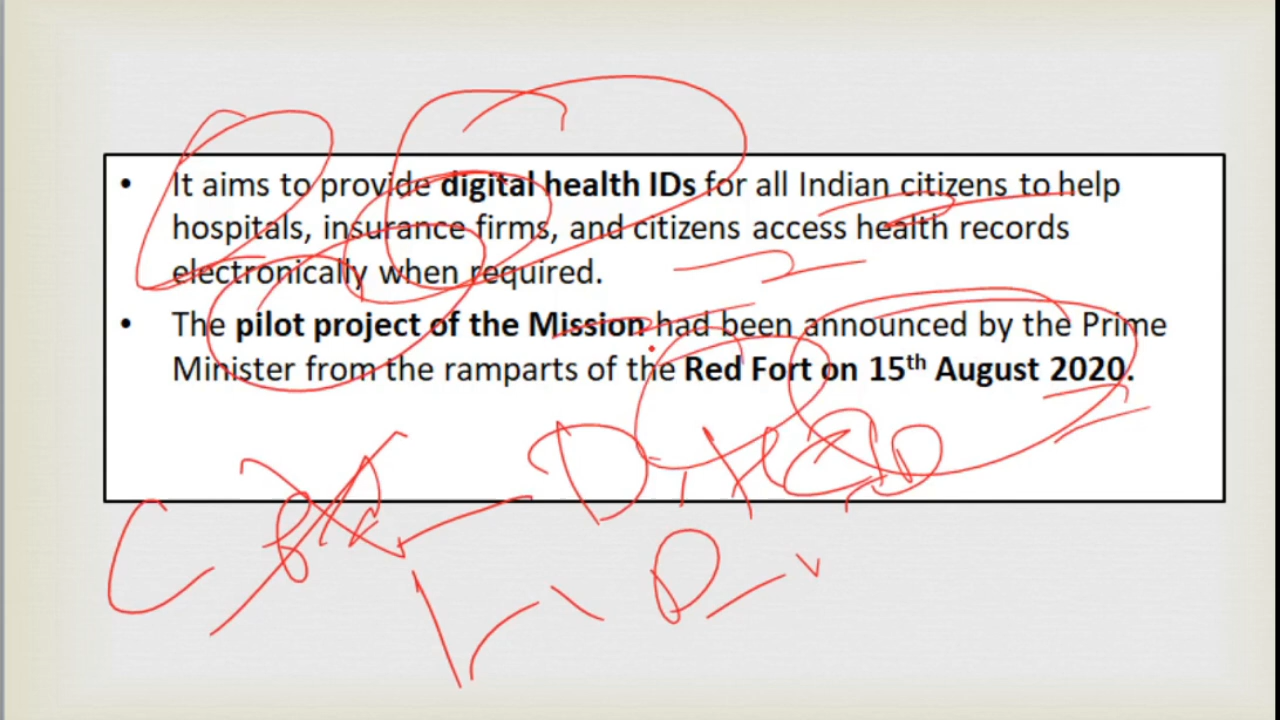 • It aims to provide digital health IDs for all Indian citizens to help
hospitals, insurance firms, and citizens access health records
electronically when required.
• The pilot project of the Mission had been announced by the Prime
Minister from the ramparts of the Red Fort on 15th August 2020.